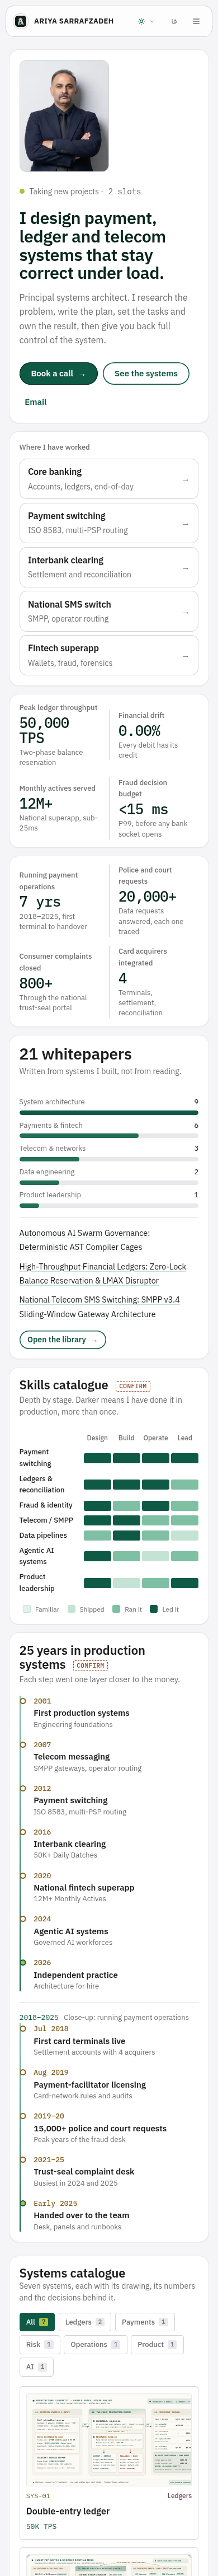 ARIYA SARRAFZADEH
Taking new projects · 2 slots
I design payment,
ledger and telecom
systems that stay
correct under load.
Principal systems architect. I research the
problem, write the plan, set the tasks and
own the result, then give you back full
control of the system.
Book a call →
See the systems
Email
Where I have worked
Core banking
Accounts, ledgers, end-of-day
→
Payment switching
ISO 8583, multi-PSP routing
→
Interbank clearing
Settlement and reconciliation
→
National SMS switch
SMPP, operator routing
→
Fintech superapp
Wallets, fraud, forensics
→
Peak ledger throughput
50,000
TPS
Two-phase balance
reservation
Financial drift
0.00%
Every debit has its
credit
Monthly actives served
12M+
National superapp, sub-
25ms
Fraud decision
budget
<15 ms
P99, before any bank
socket opens
Running payment
operations
7 yrs
2018–2025, first
terminal to handover
Police and court
requests
20,000+
Data requests
answered, each one
traced
Consumer complaints
closed
800+
Through the national
trust-seal portal
Card acquirers
integrated
4
Terminals,
settlement,
reconciliation
21 whitepapers
Written from systems I built, not from reading.
System architecture 9
Payments & fintech 6
Telecom & networks 3
Data engineering 2
Product leadership 1
Autonomous AI Swarm Governance:
Deterministic AST Compiler Cages
High-Throughput Financial Ledgers: Zero-Lock
Balance Reservation & LMAX Disruptor
National Telecom SMS Switching: SMPP v3.4
Sliding-Window Gateway Architecture
Open the library →
Skills catalogue CONFIRM
Depth by stage. Darker means I have done it in
production, more than once.
Design Build Operate Lead
Payment
switching
Ledgers &
reconciliation
Fraud & identity
Telecom / SMPP
Data pipelines
Agentic AI
systems
Product
leadership
Familiar Shipped Ran it Led it
25 years in production
systems CONFIRM
Each step went one layer closer to the money.
2001
First production systems
Engineering foundations
2007
Telecom messaging
SMPP gateways, operator routing
2012
Payment switching
ISO 8583, multi-PSP routing
2016
Interbank clearing
50K+ Daily Batches
2020
National fintech superapp
12M+ Monthly Actives
2024
Agentic AI systems
Governed AI workforces
2026
Independent practice
Architecture for hire
2018–2025 Close-up: running payment operations
Jul 2018
First card terminals live
Settlement accounts with 4 acquirers
Aug 2019
Payment-facilitator licensing
Card-network rules and audits
2019–20
15,000+ police and court requests
Peak years of the fraud desk
2021–25
Trust-seal complaint desk
Busiest in 2024 and 2025
Early 2025
Handed over to the team
Desk, panels and runbooks
Systems catalogue
Seven systems, each with its drawing, its numbers
and the decisions behind it.
All 7
Ledgers 2
Payments 1
Risk 1
Operations 1
Product 1
AI 1
SYS-01
Ledgers
Double-entry ledger
50K TPS